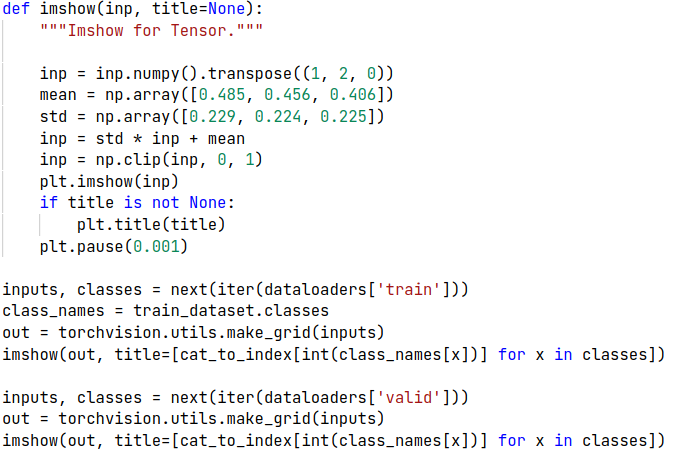 def imshow(inp, title=None):
    """Imshow for Tensor."""

    inp = inp.numpy().transpose((1, 2, 0))
    mean = np.array([0.485, 0.456, 0.406])
    std = np.array([0.229, 0.224, 0.225])
    inp = std * inp + mean
    inp = np.clip(inp, 0, 1)
    plt.imshow(inp)
    if title is not None:
        plt.title(title)
    plt.pause(0.001)

inputs, classes = next(iter(dataloaders['train']))
class_names = train_dataset.classes
out = torchvision.utils.make_grid(inputs)
imshow(out, title=[cat_to_index[int(class_names[x])] for x in classes])

inputs, classes = next(iter(dataloaders['valid']))
out = torchvision.utils.make_grid(inputs)
imshow(out, title=[cat_to_index[int(class_names[x])] for x in classes])